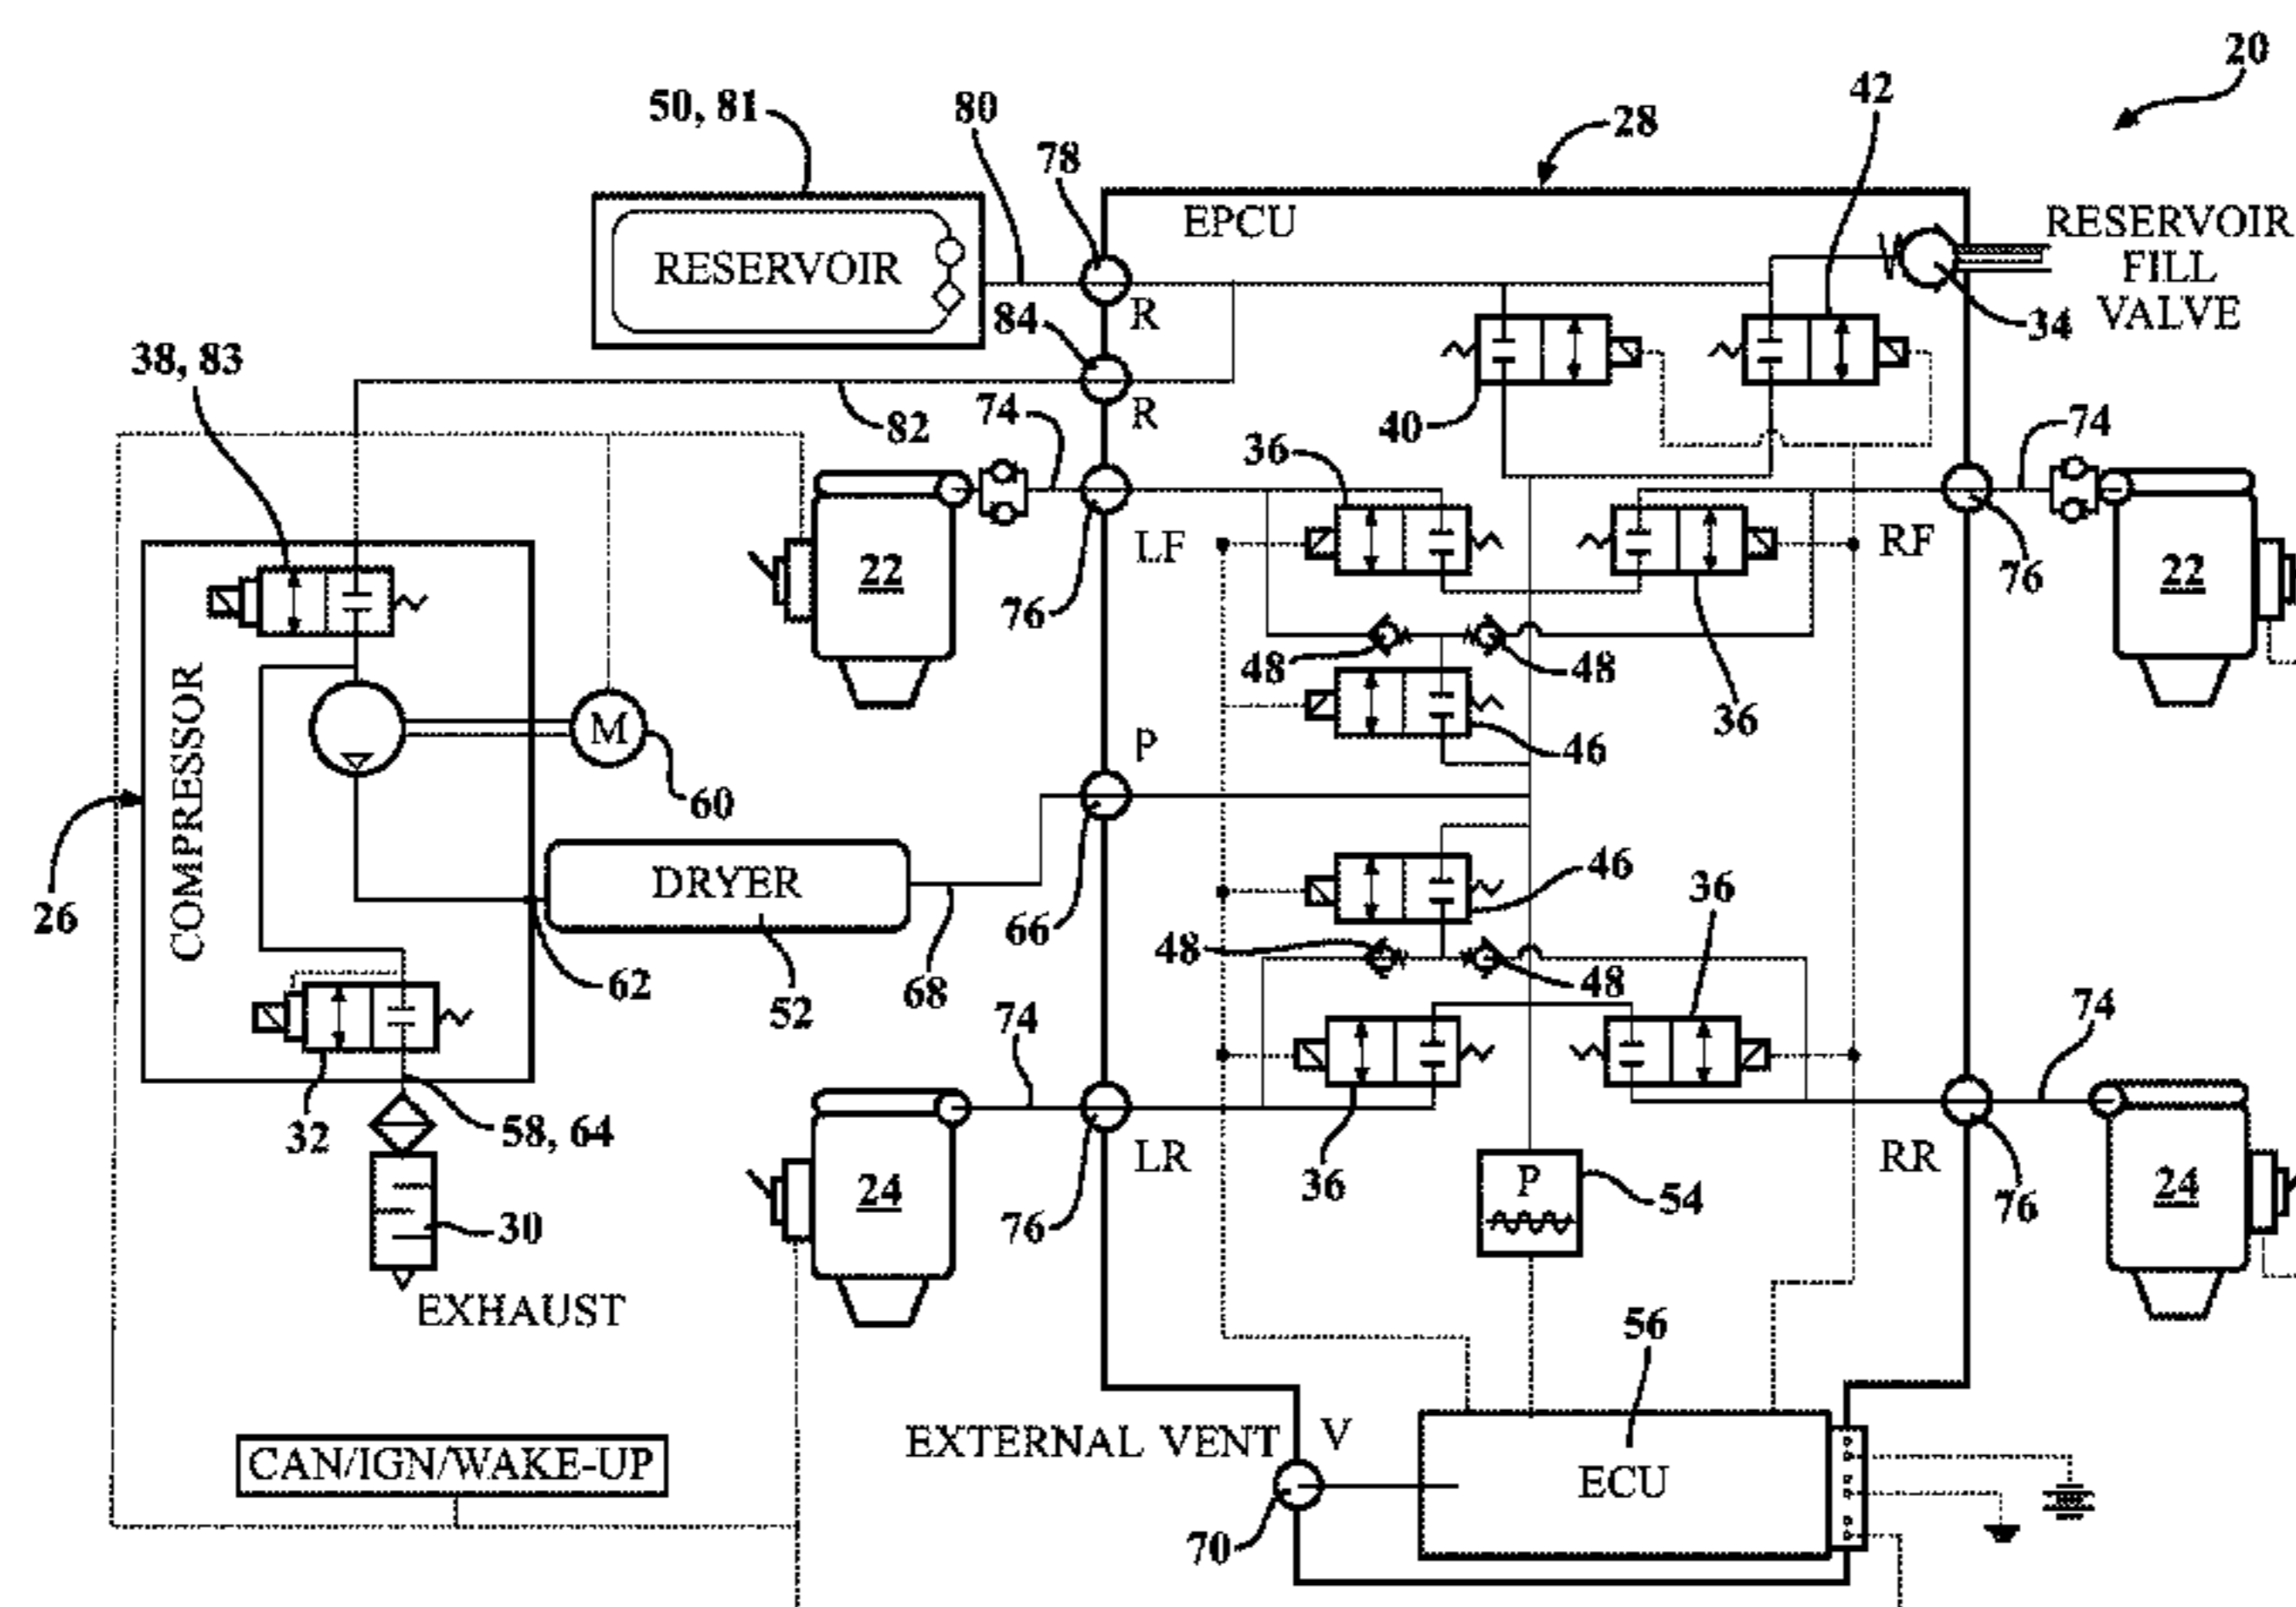 20
50, 81
80
42
28
78
EPCU
RESERVOIR
FILL
VALVE
RESERVOIR
R
84
34
38, 83
R
74
82
40
36
74
22
LF
RF
76
76
22
48
48
36
COMPRESSOR
M
P
46
60
DRYER
46
36
26
66
48
62
68
48
52
74
74
32
58, 64
LR
36
RR
P
54
24
76
76
24
30
EXHAUST
56
EXTERNAL VENT
V
CAN/IGN/WAKE-UP
ECU
70